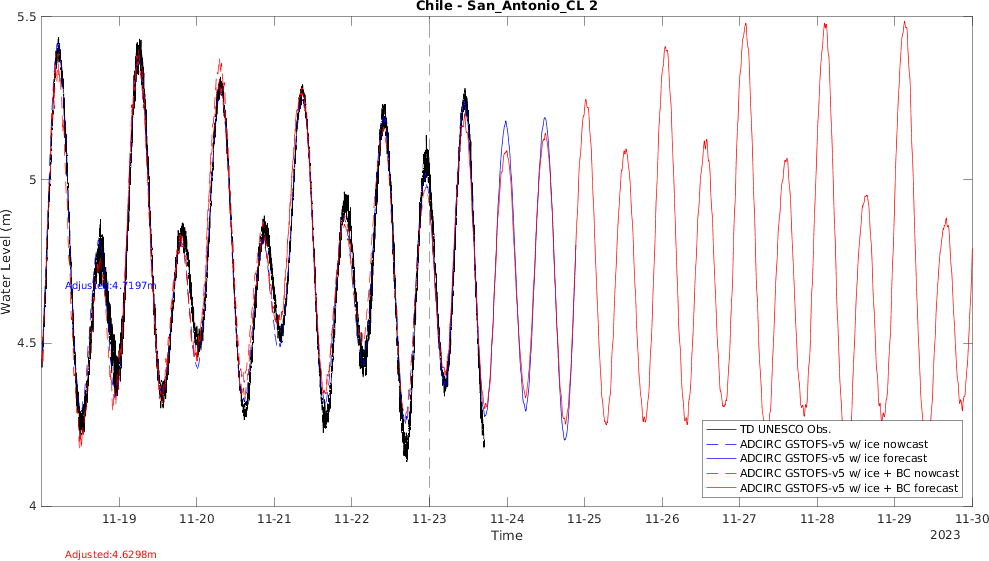 Chile - San_Antonio_CL 2
5.5
5
4.5
4
Water Level (m)
Adjusted:4.7197m
TD UNESCO Obs.
ADCIRC GSTOFS-v5 w/ ice nowcast
ADCIRC GSTOFS-v5 w/ ice forecast
ADCIRC GSTOFS-v5 w/ ice + BC nowcast
ADCIRC GSTOFS-v5 w/ ice + BC forecast
11-19 11-20 11-21 11-22 11-23 11-24 11-25 11-26 11-27 11-28 11-29 11-30
Time
2023
Adjusted:4.6298m